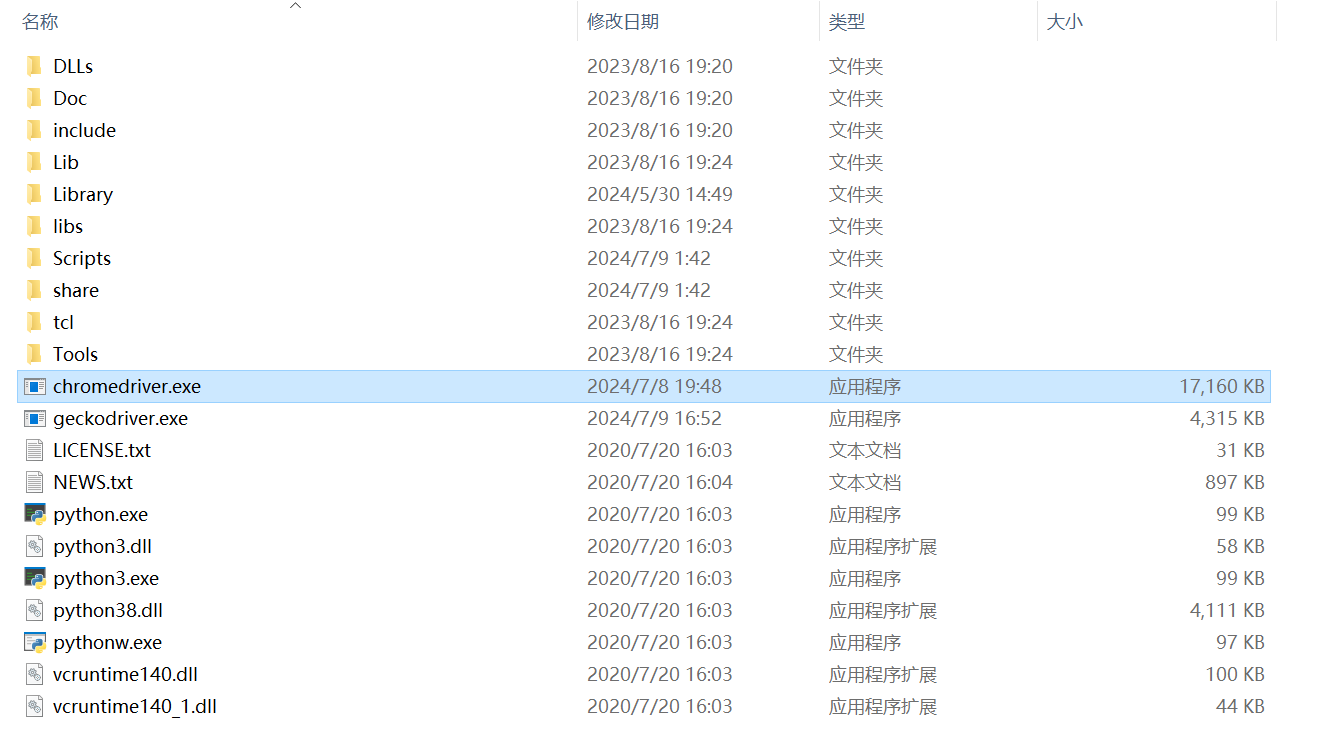 名称 修改日期 类型 大小
DLLs 2023/8/16 19:20 文件夹
Doc 2023/8/16 19:20 文件夹
include 2023/8/16 19:20 文件夹
Lib 2023/8/16 19:24 文件夹
Library 2024/5/30 14:49 文件夹
libs 2023/8/16 19:24 文件夹
Scripts 2024/7/9 1:42 文件夹
share 2024/7/9 1:42 文件夹
tcl 2023/8/16 19:24 文件夹
Tools 2023/8/16 19:24 文件夹
chromedriver.exe 2024/7/8 19:48 应用程序 17,160 KB
geckodriver.exe 2024/7/9 16:52 应用程序 4,315 KB
LICENSE.txt 2020/7/20 16:03 文本文档 31 KB
NEWS.txt 2020/7/20 16:04 文本文档 897 KB
python.exe 2020/7/20 16:03 应用程序 99 KB
python3.dll 2020/7/20 16:03 应用程序扩展 58 KB
python3.exe 2020/7/20 16:03 应用程序 99 KB
python38.dll 2020/7/20 16:03 应用程序扩展 4,111 KB
pythonw.exe 2020/7/20 16:03 应用程序 97 KB
vcruntime140.dll 2020/7/20 16:03 应用程序扩展 100 KB
vcruntime140_1.dll 2020/7/20 16:03 应用程序扩展 44 KB